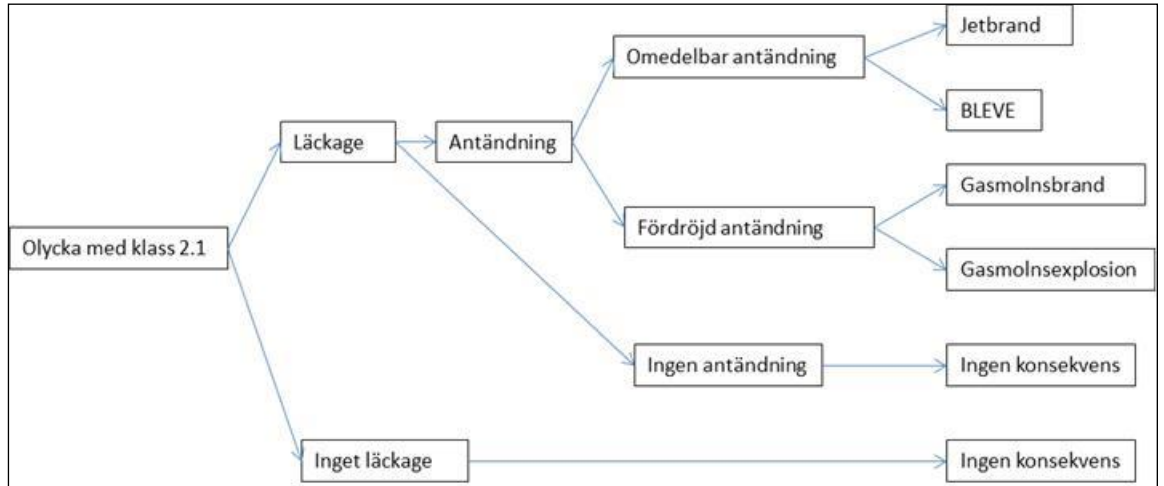 Jetbrand
Omedelbar antändning
BLEVE
Läckage
Antändning
Gasmolnsbrand
Fördröjd antändning
Olycka med klass 2.1
Gasmolnsexplosion
Ingen antändning
Ingen konsekvens
Inget läckage
Ingen konsekvens